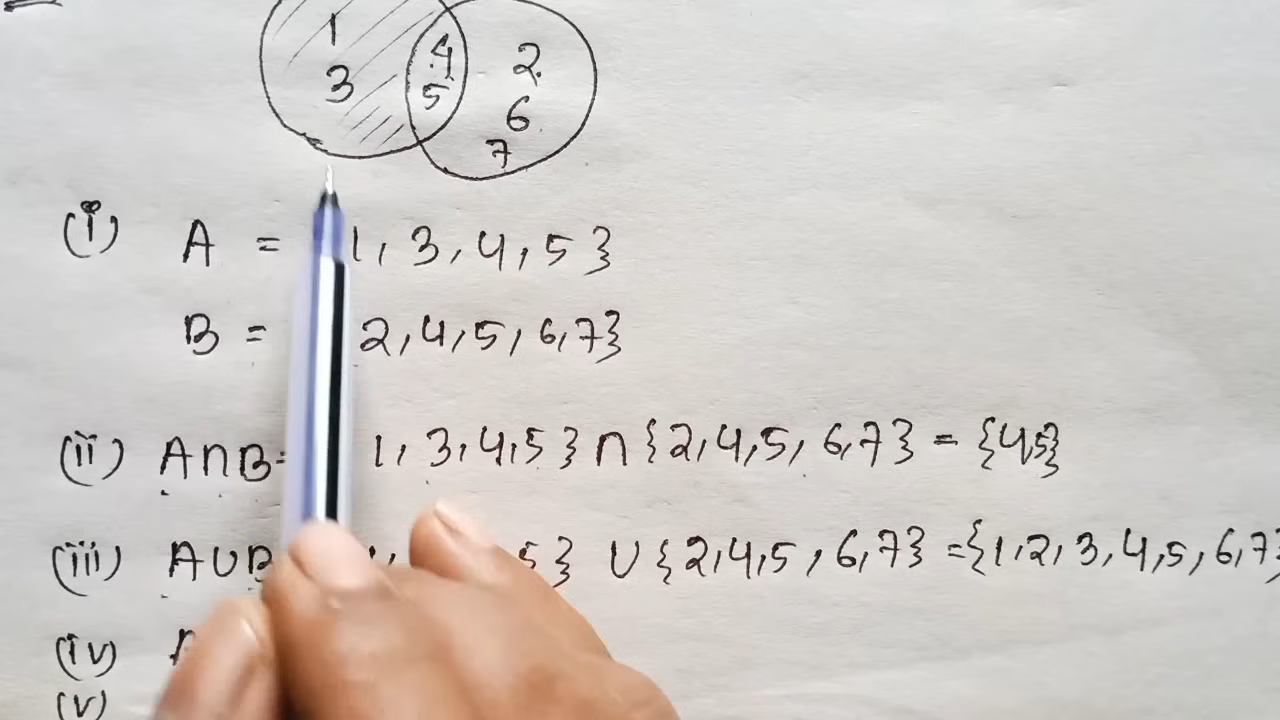 1
4 2
3
5 6
7
(i) A = 1, 3, 4, 5 }
B = 2, 4, 5, 6, 7}
(ii) A∩B= 1, 3, 4, 5 } ∩ {2, 4, 5, 6, 7} = {4,5}
(iii) A∪B 5} ∪ {2, 4, 5, 6, 7} = {1, 2, 3, 4, 5, 6, 7}
(iv)
(v)